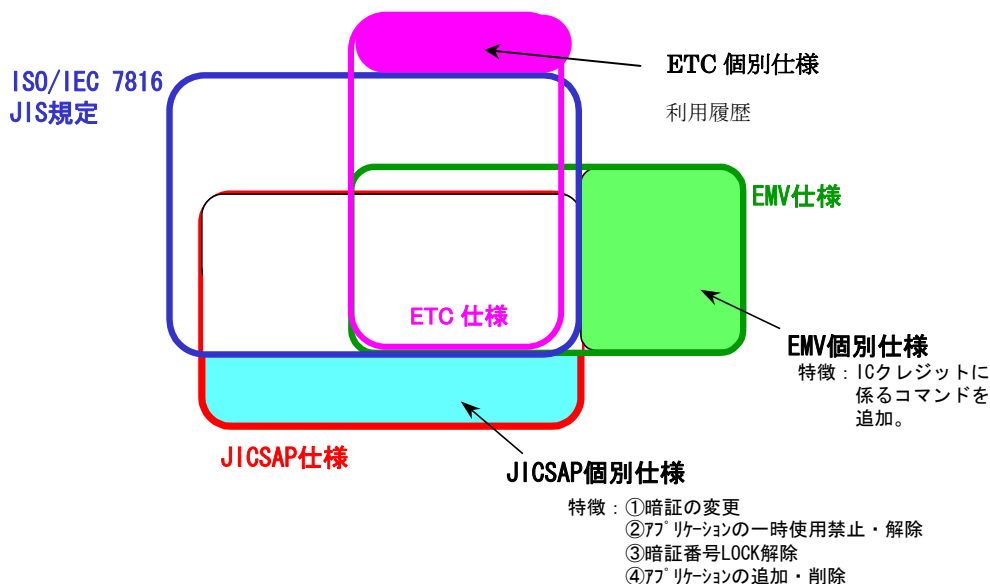 ISO/IEC 7816
JIS規定
ETC 個別仕様
利用履歴
EMV仕様
ETC 仕様
EMV個別仕様
特徴：ICクレジットに
係るコマンドを
追加。
JICSAP仕様
JICSAP個別仕様
特徴：①暗証の変更
②ｱﾌﾟﾘｹｰｼｮﾝの一時使用禁止・解除
③暗証番号LOCK解除
④ｱﾌﾟﾘｹｰｼｮﾝの追加・削除